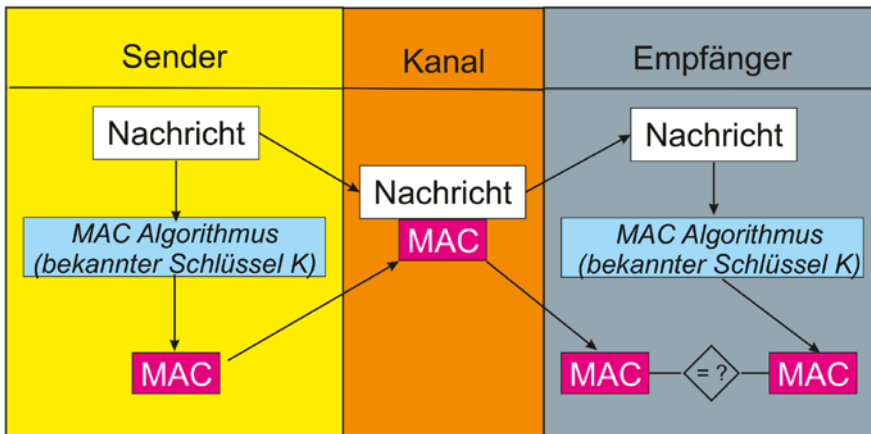 Sender
Kanal
Empfänger
Nachricht
Nachricht
Nachricht
MAC Algorithmus
(bekannter Schlüssel K)
MAC
MAC Algorithmus
(bekannter Schlüssel K)
MAC
MAC
= ?
MAC